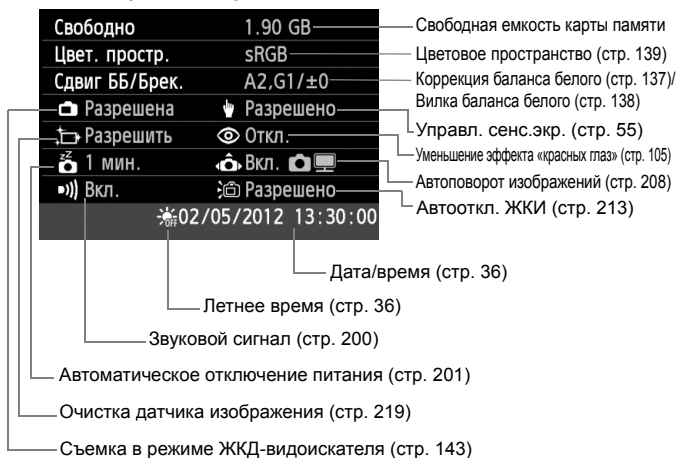 Свободно 1.90 GB Свободная емкость карты памяти
Цвет. простр. sRGB Цветовое пространство (стр. 139)
Сдвиг ББ/Брек. A2,G1/±0 Коррекция баланса белого (стр. 137)/
Вилка баланса белого (стр. 138)
Разрешена Разрешено Управл. сенс.экр. (стр. 55)
Разрешить Откл. Уменьшение эффекта «красных глаз» (стр. 105)
1 мин. Вкл. Автоповорот изображений (стр. 208)
Вкл. Разрешено Автооткл. ЖКИ (стр. 213)
OFF 02/05/2012 13:30:00
Дата/время (стр. 36)
Летнее время (стр. 36)
Звуковой сигнал (стр. 200)
Автоматическое отключение питания (стр. 201)
Очистка датчика изображения (стр. 219)
Съемка в режиме ЖКД-видоискателя (стр. 143)